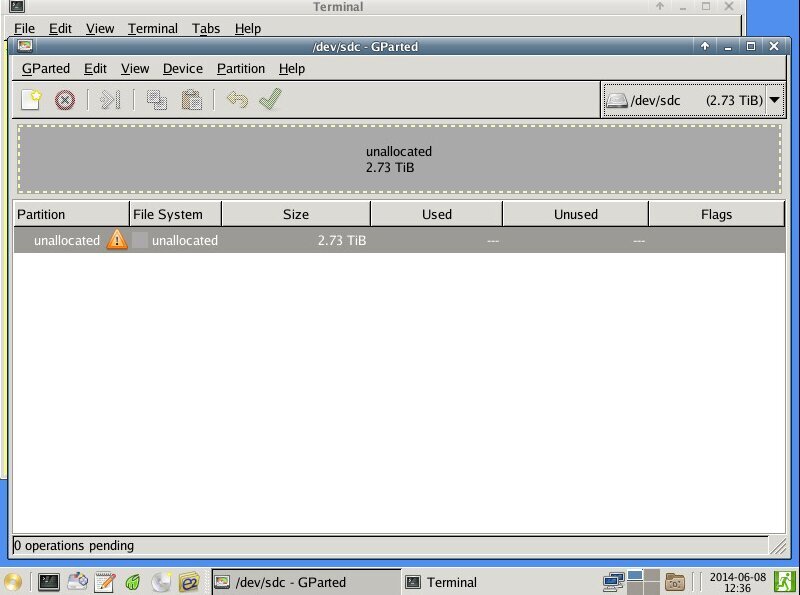 Terminal
File Edit View Terminal Tabs Help
/dev/sdc - GParted
GParted Edit View Device Partition Help
/dev/sdc (2.73 TiB)
unallocated
2.73 TiB
Partition File System Size Used Unused Flags
unallocated unallocated 2.73 TiB --- ---
0 operations pending
/dev/sdc - GParted Terminal 2014-06-08
12:36